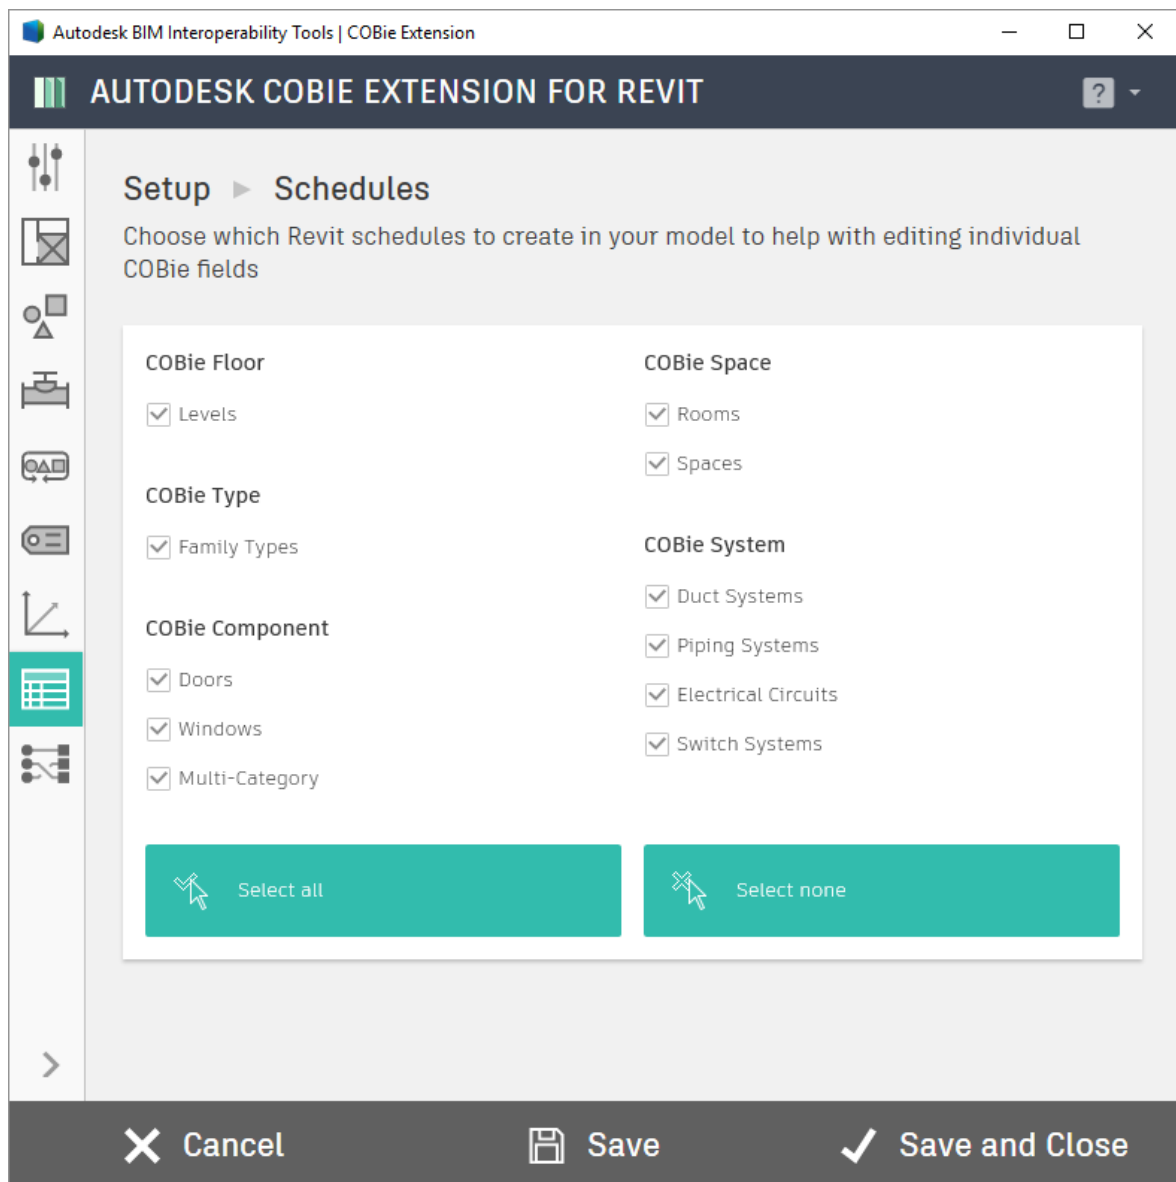 Autodesk BIM Interoperability Tools | COBie Extension
AUTODESK COBIE EXTENSION FOR REVIT
?
Setup ▶ Schedules
Choose which Revit schedules to create in your model to help with editing individual
COBie fields
COBie Floor
Levels
COBie Type
Family Types
COBie Component
Doors
Windows
Multi-Category
COBie Space
Rooms
Spaces
COBie System
Duct Systems
Piping Systems
Electrical Circuits
Switch Systems
Select all
Select none
Cancel
Save
Save and Close